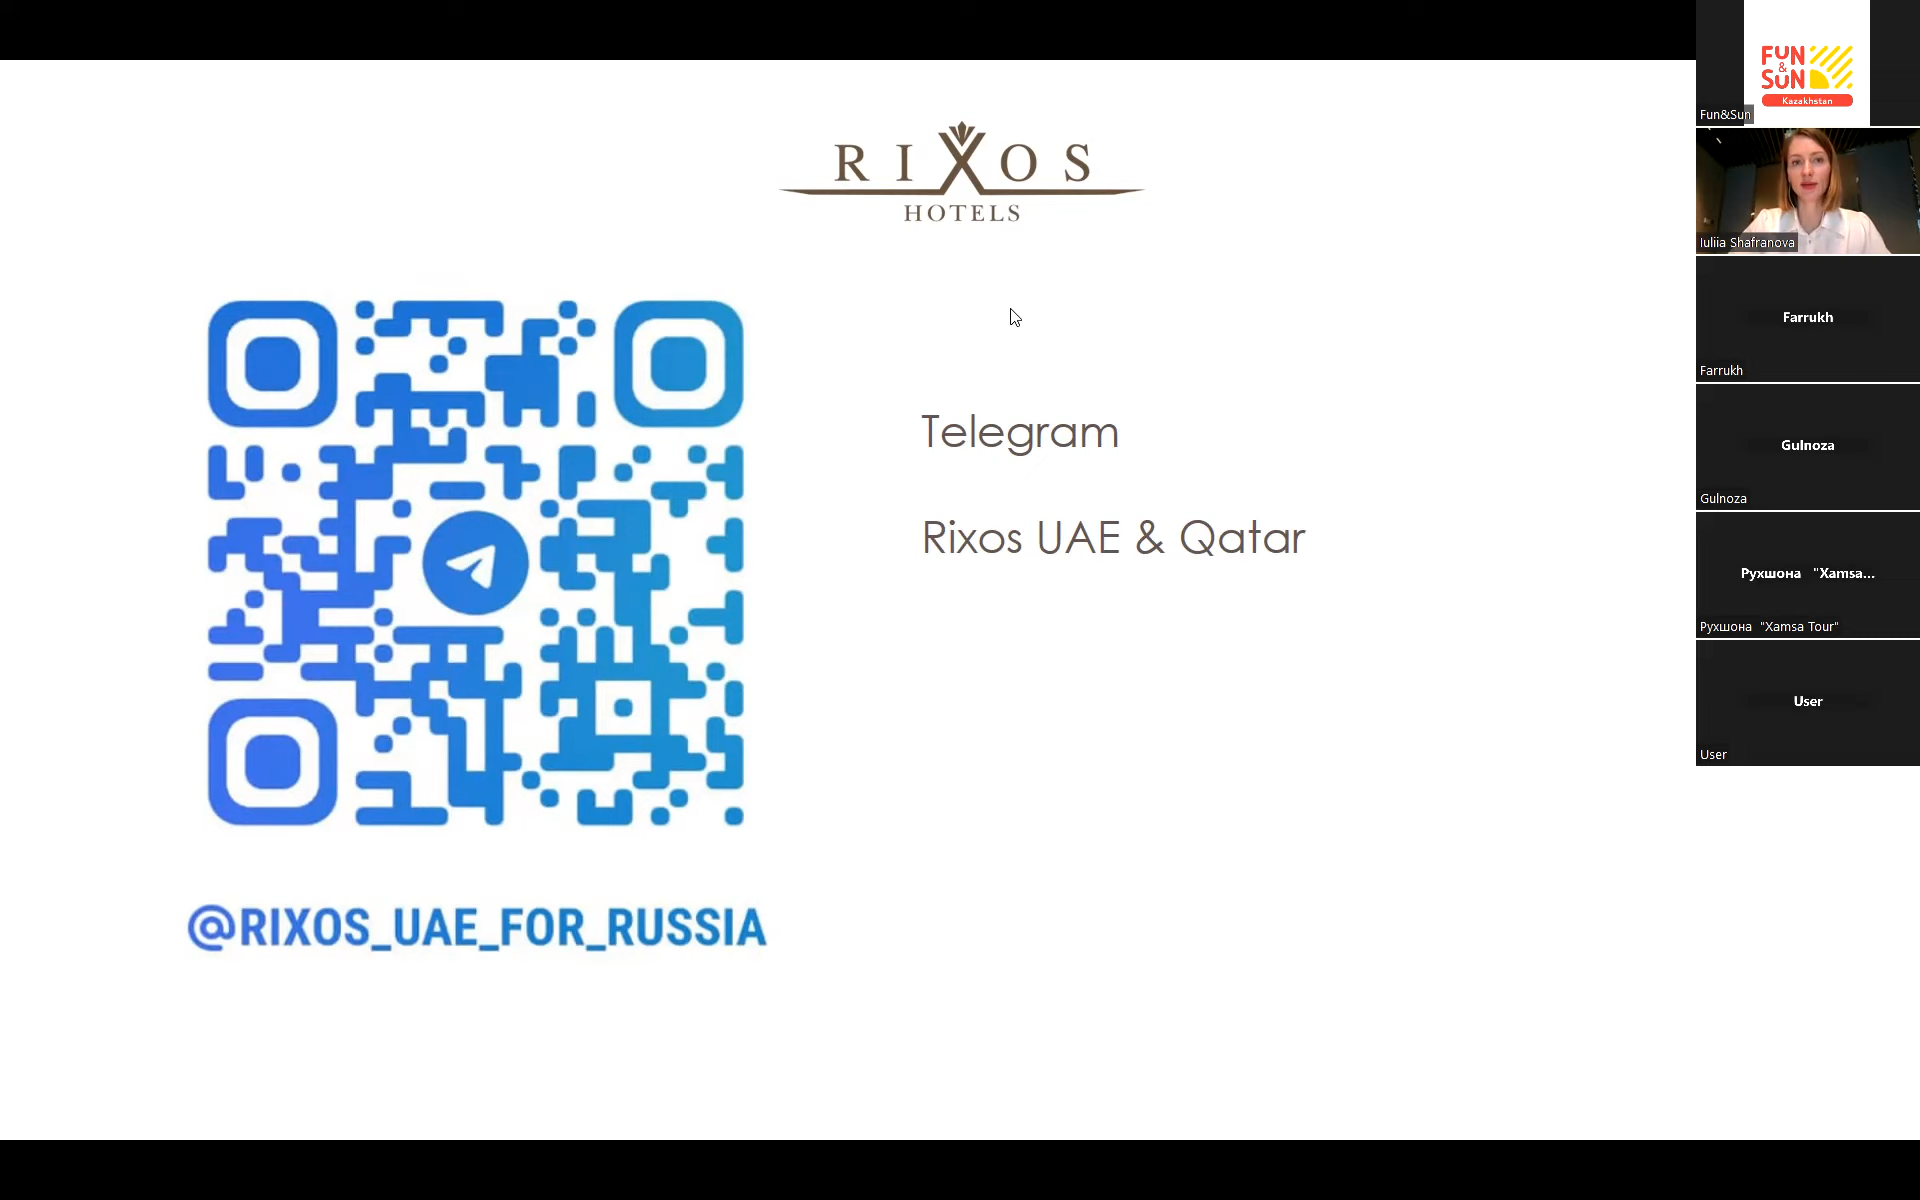 RIXOS
HOTELS
Telegram
Rixos UAE & Qatar
@RIXOS_UAE_FOR_RUSSIA
FUN
&
SUN
Kazakhstan
Fun&Sun
Iuliia Shafranova
Farrukh
Farrukh
Gulnoza
Gulnoza
Рухшона "Xamsa...
Рухшона "Xamsa Tour"
User
User